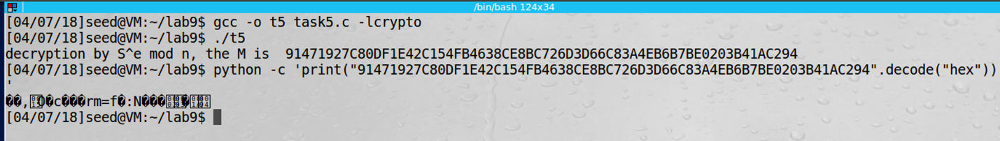 /bin/bash 124x34
[04/07/18]seed@VM:~/lab9$ gcc -o t5 task5.c -lcrypto
[04/07/18]seed@VM:~/lab9$ ./t5
decryption by S^e mod n, the M is  91471927C80DF1E42C154FB4638CE8BC726D3D66C83A4EB6B7BE0203B41AC294
[04/07/18]seed@VM:~/lab9$ python -c 'print("91471927C80DF1E42C154FB4638CE8BC726D3D66C83A4EB6B7BE0203B41AC294".decode("hex"))
'
��,O�c���rm=f�:N���
[04/07/18]seed@VM:~/lab9$